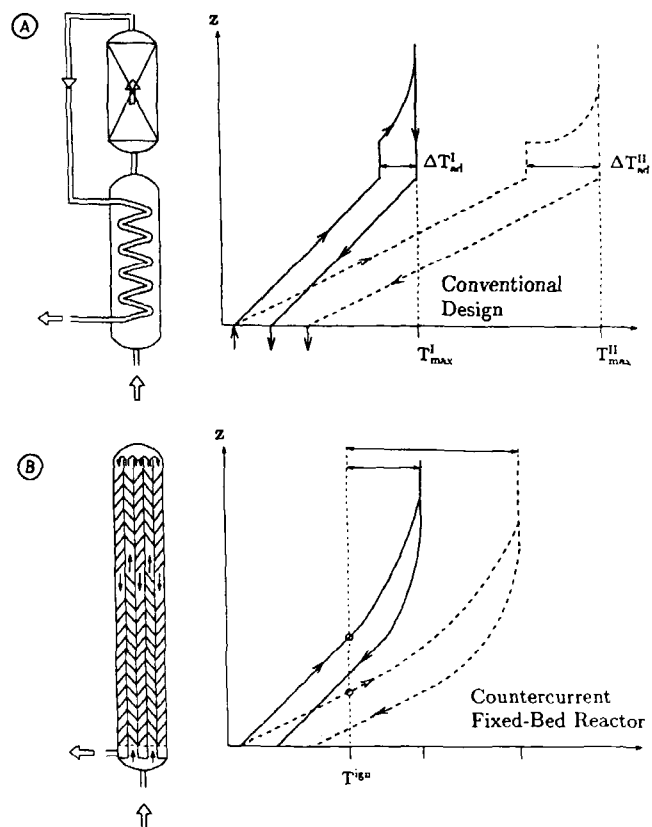 A
z
ΔT^I_ad
ΔT^II_ad
Conventional
Design
T^I_max
T^II_max
B
z
Countercurrent
Fixed-Bed Reactor
T^ign